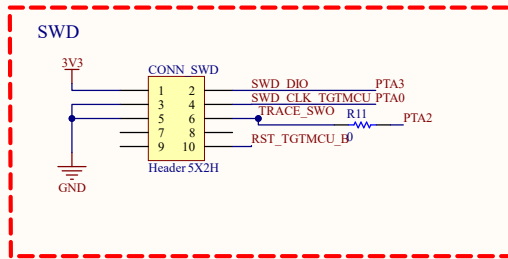 SWD
3V3
CONN_SWD
1 2 SWD_DIO PTA3
3 4 SWD_CLK_TGTMCU PTA0
5 6 TRACE_SWO R11 PTA2
7 8 0
9 10 RST_TGTMCU_B
GND
Header 5X2H